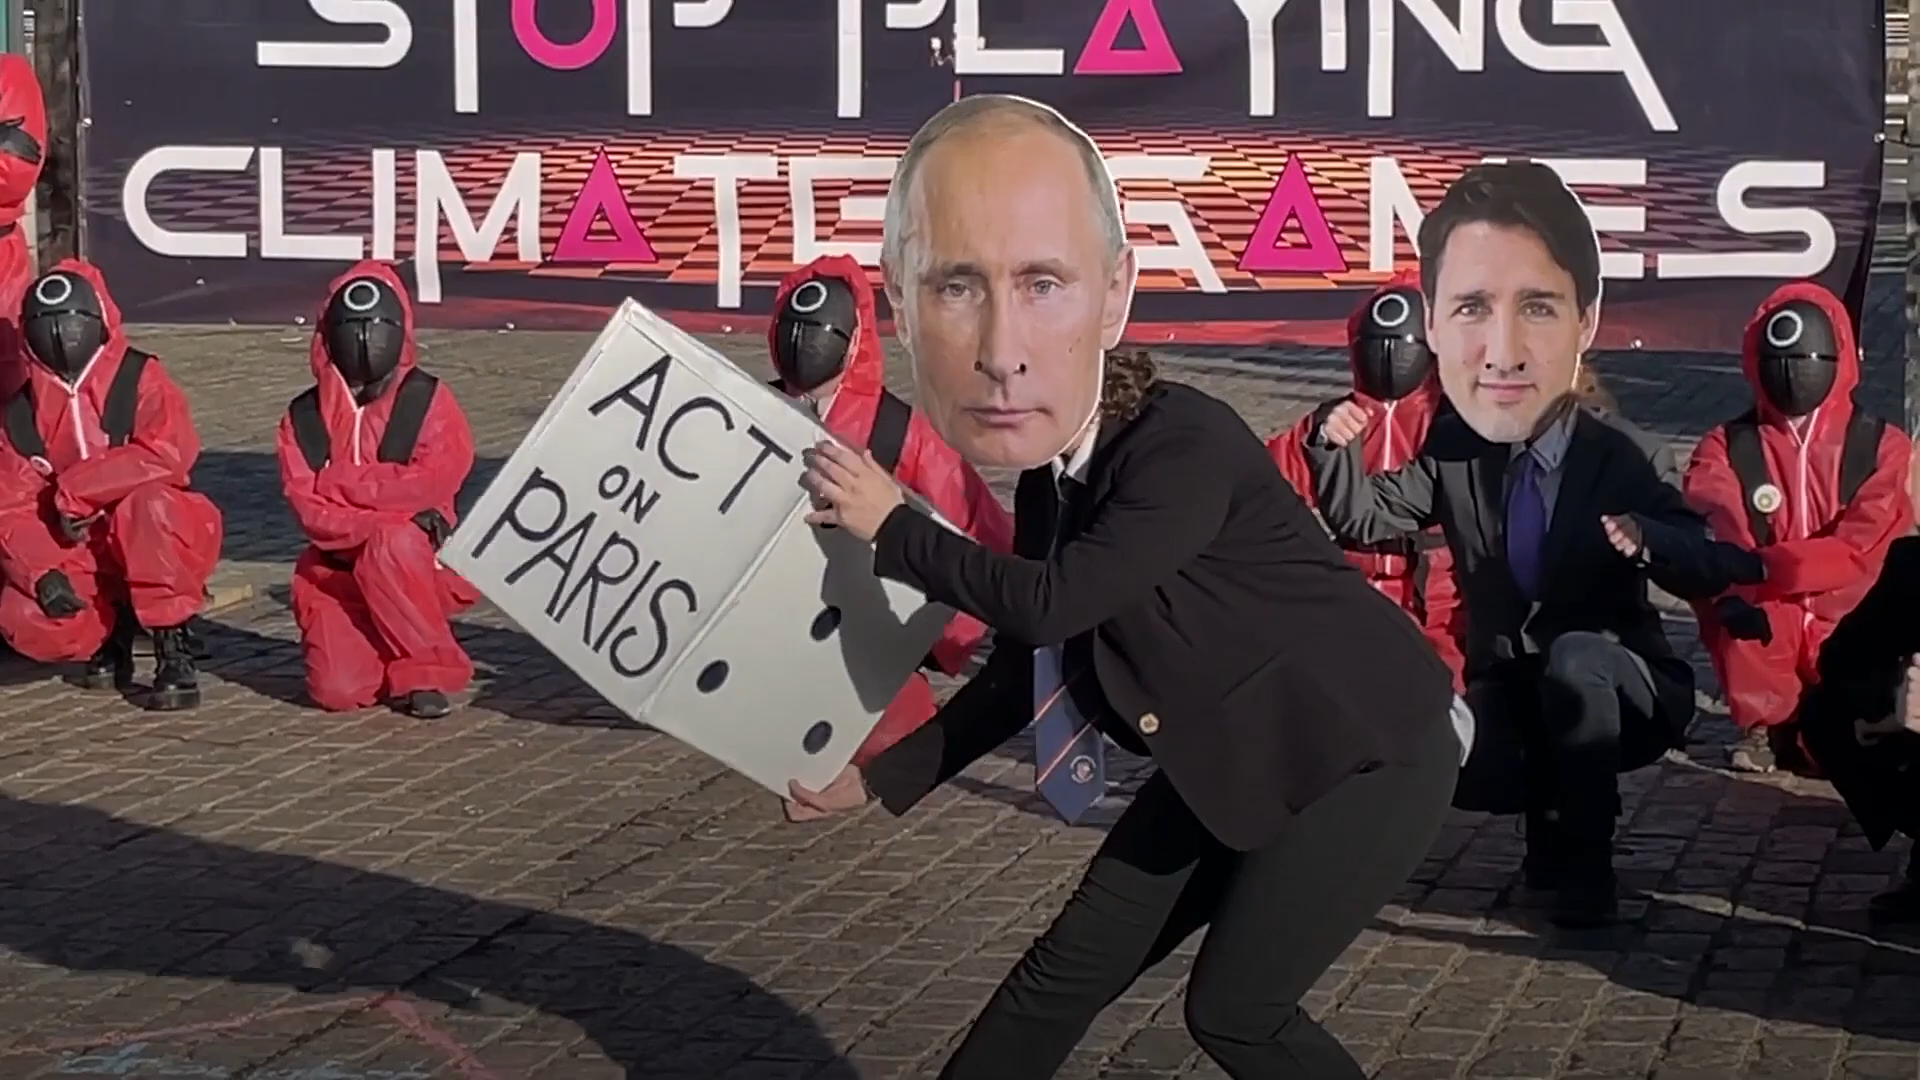 STOP PLAYING
CLIMATE GAMES
ACT
ON
PARIS